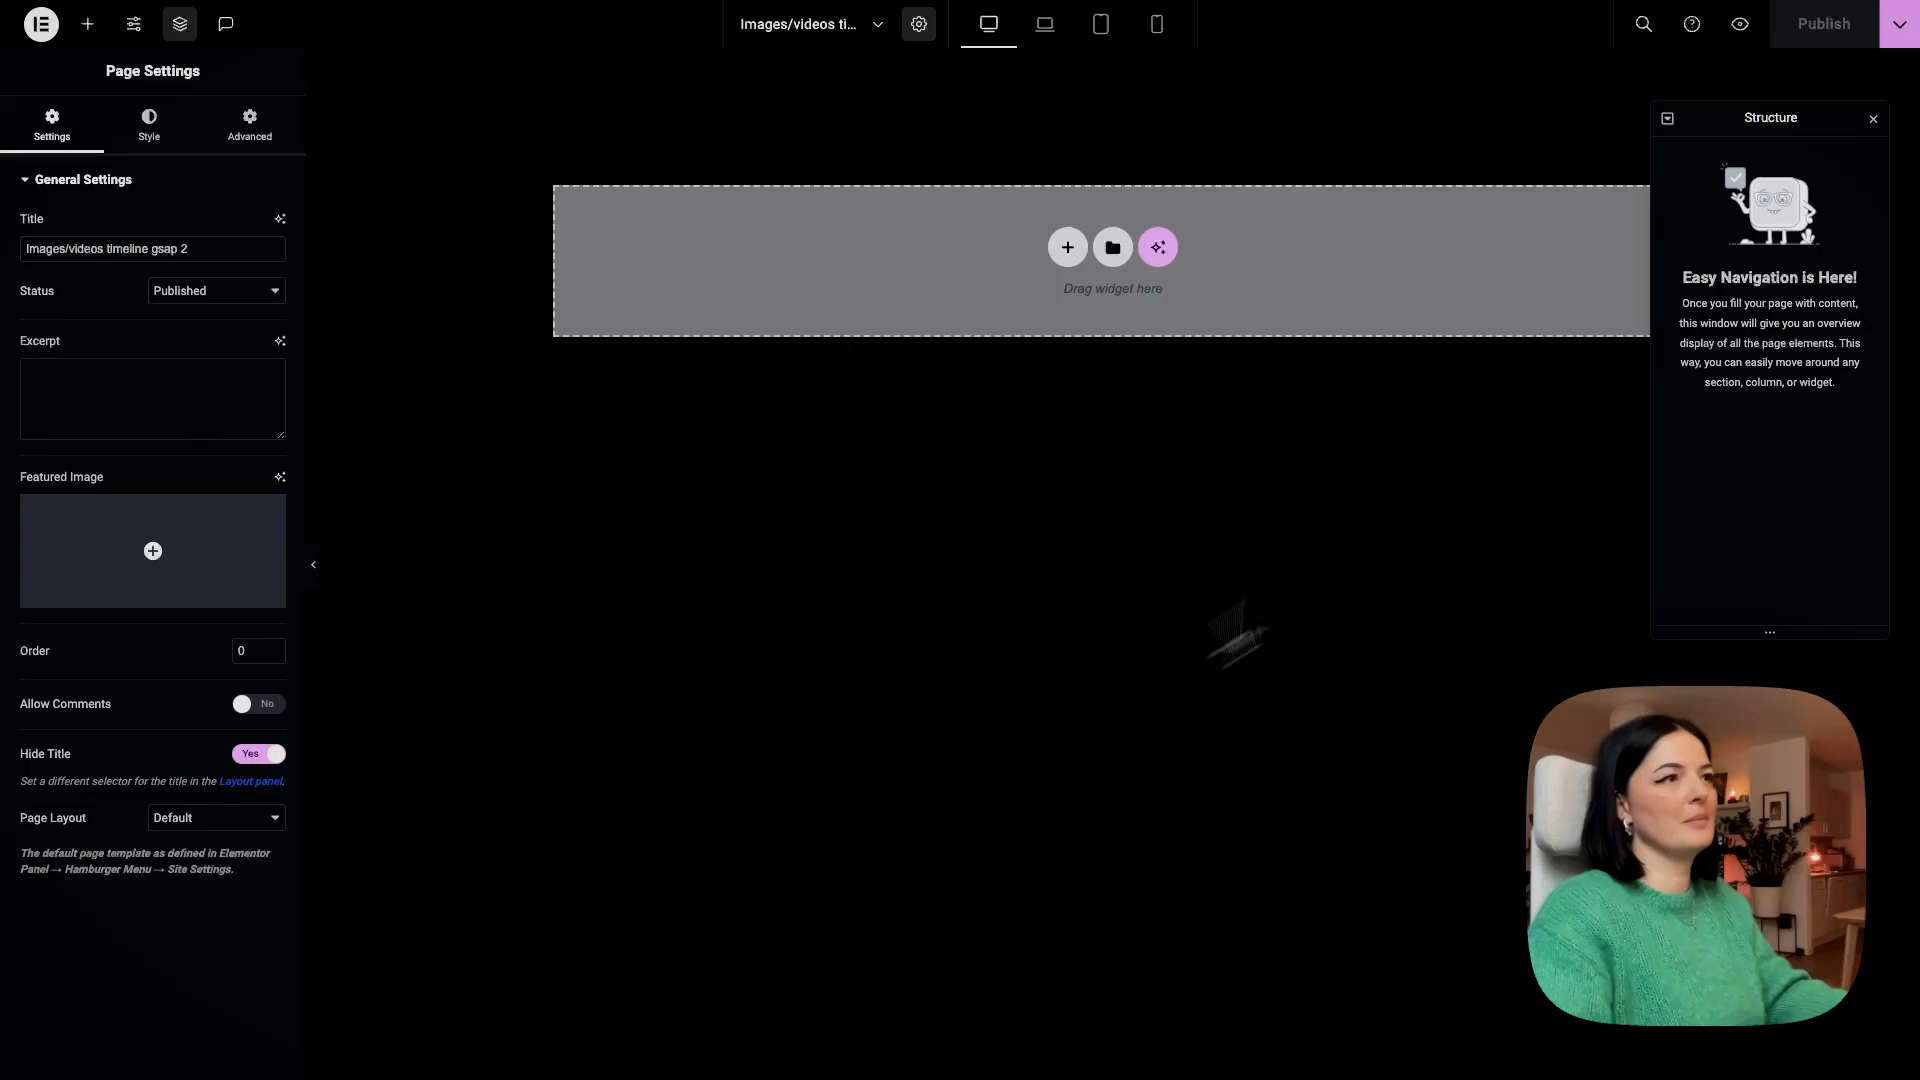 Images/videos ti...
Publish
Page Settings
Settings
Style
Advanced
General Settings
Title
Images/videos timeline gsap 2
Status
Published
Excerpt
Featured Image
Order
0
Allow Comments
No
Hide Title
Yes
Set a different selector for the title in the Layout panel.
Page Layout
Default
The default page template as defined in Elementor
Panel → Hamburger Menu → Site Settings.
Drag widget here
Structure
Easy Navigation is Here!
Once you fill your page with content,
this window will give you an overview
display of all the page elements. This
way, you can easily move around any
section, column, or widget.